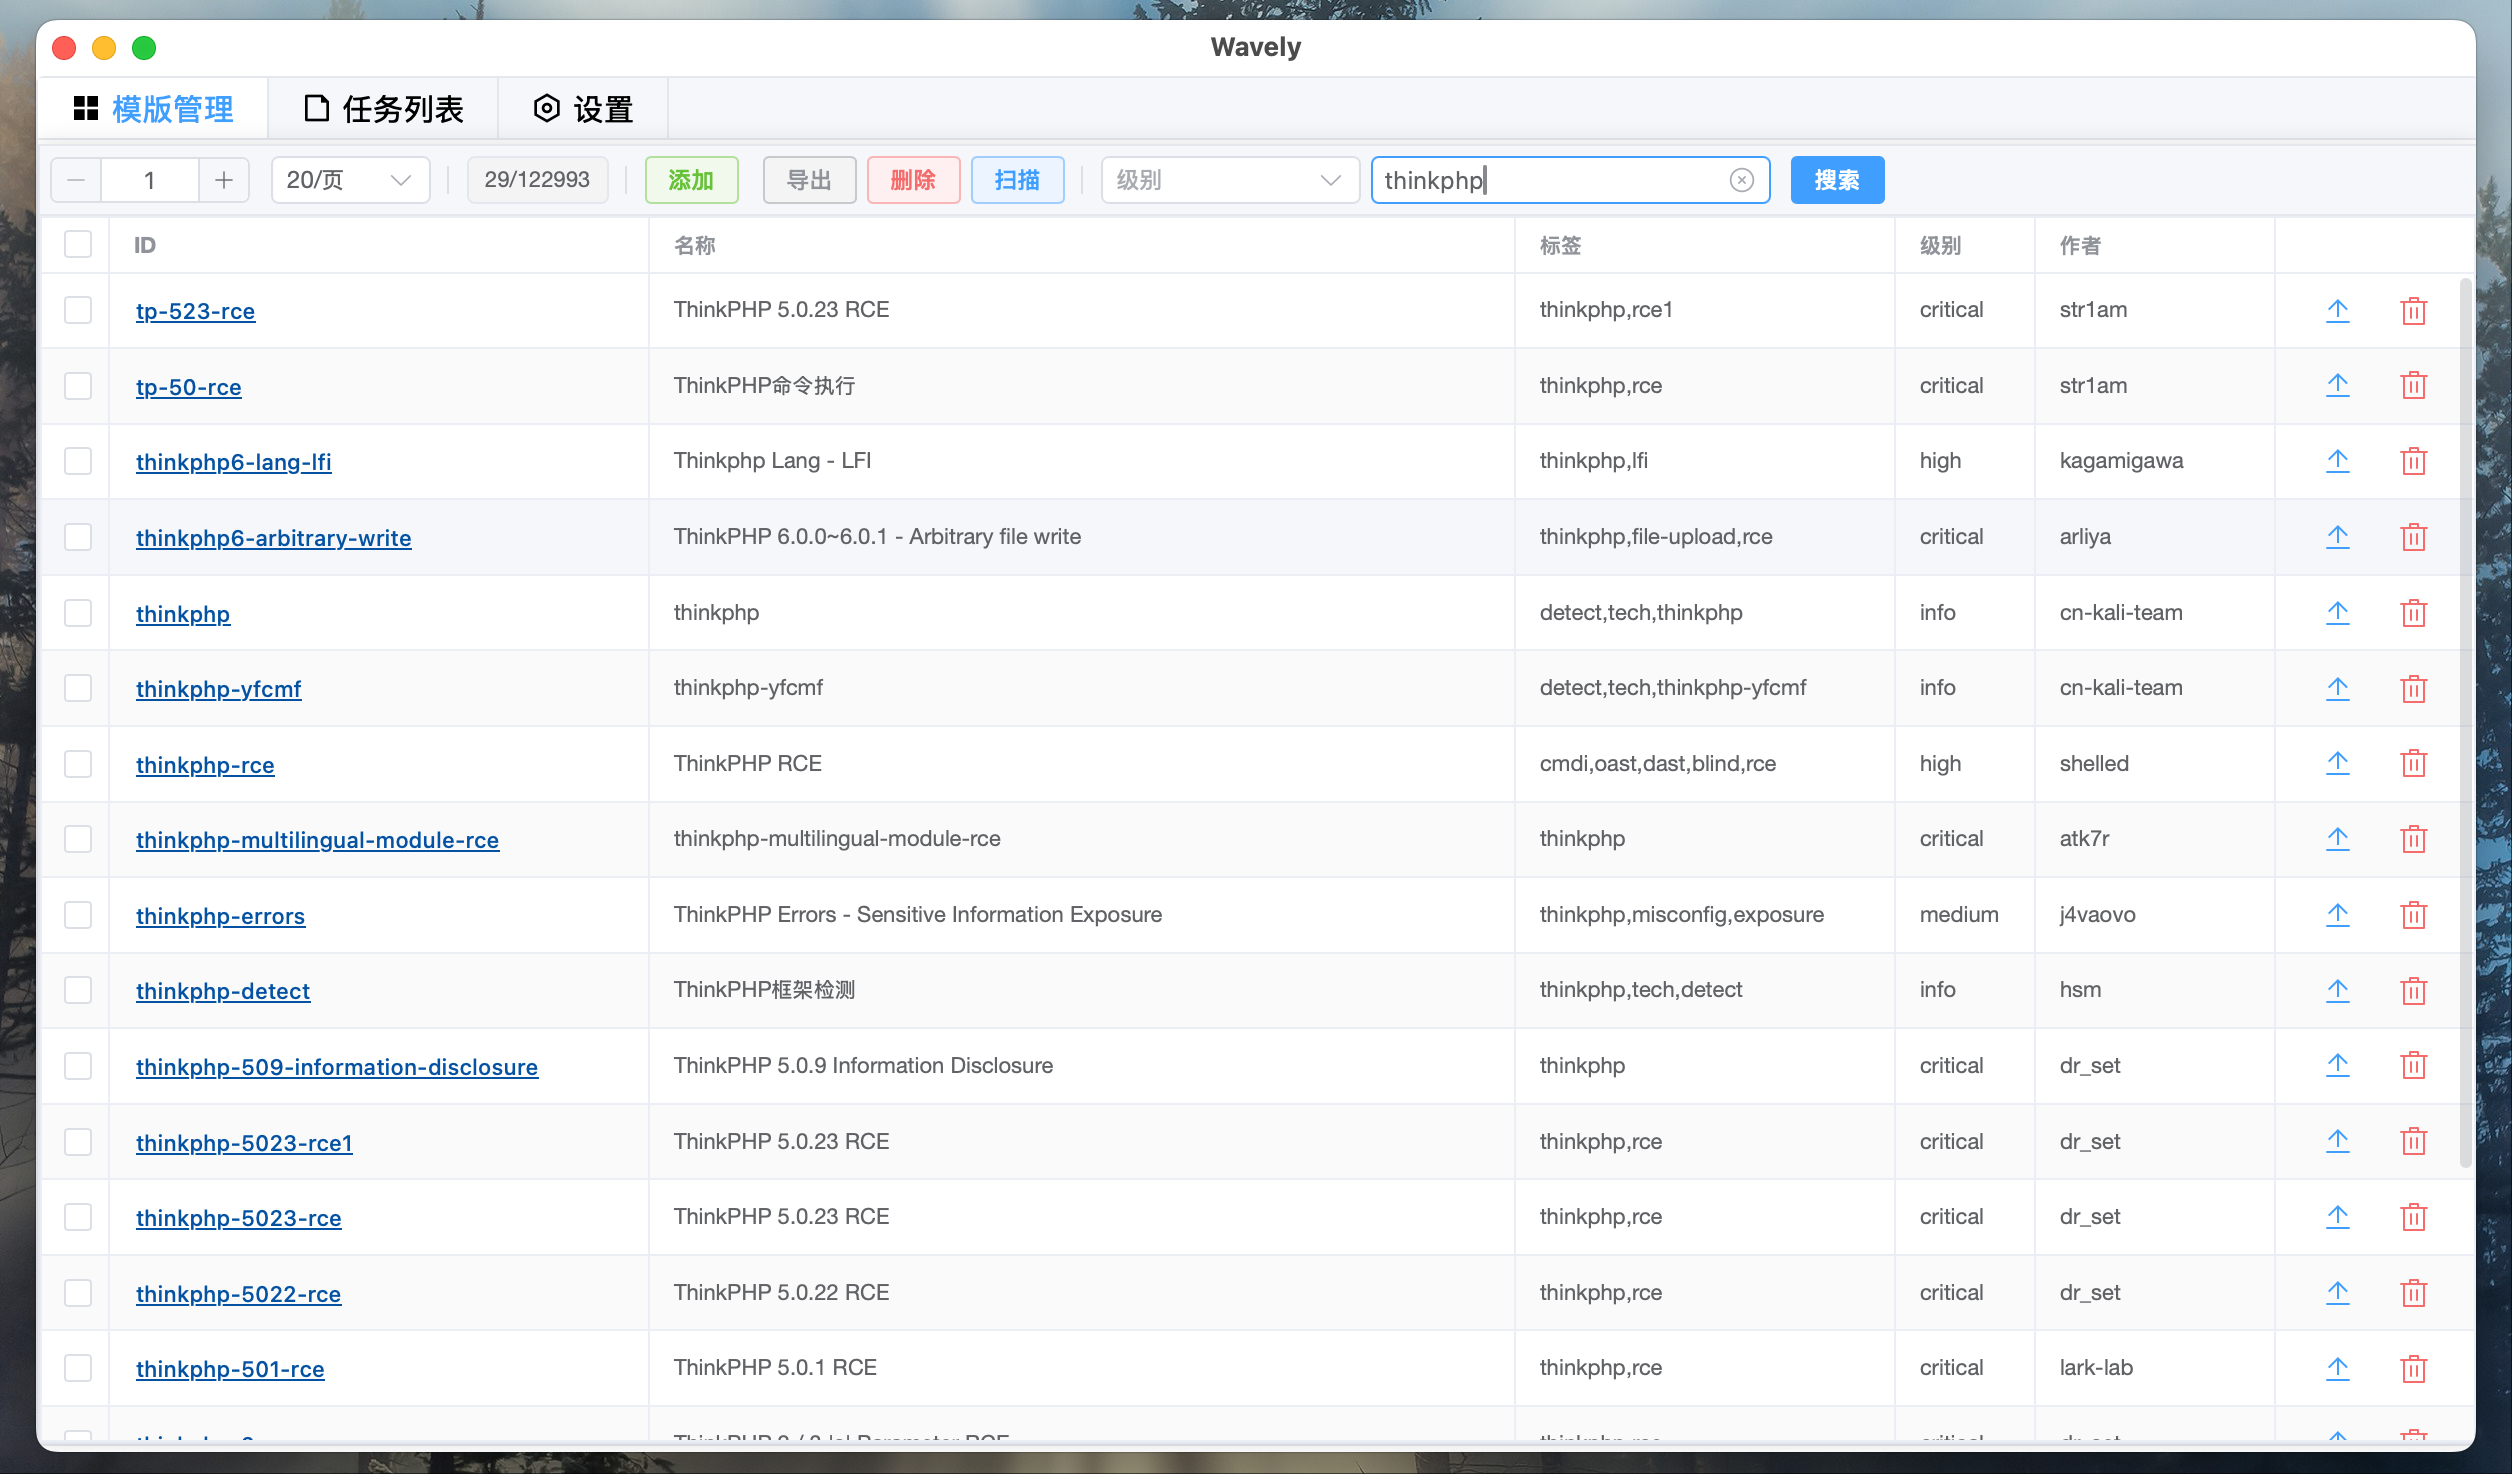 Wavely
模版管理 任务列表 设置
1 20/页 29/122993 添加 导出 删除 扫描 级别 thinkphp 搜索
ID 名称 标签 级别 作者
tp-523-rce ThinkPHP 5.0.23 RCE thinkphp,rce1 critical str1am
tp-50-rce ThinkPHP命令执行 thinkphp,rce critical str1am
thinkphp6-lang-lfi Thinkphp Lang - LFI thinkphp,lfi high kagamigawa
thinkphp6-arbitrary-write ThinkPHP 6.0.0~6.0.1 - Arbitrary file write thinkphp,file-upload,rce critical arliya
thinkphp thinkphp detect,tech,thinkphp info cn-kali-team
thinkphp-yfcmf thinkphp-yfcmf detect,tech,thinkphp-yfcmf info cn-kali-team
thinkphp-rce ThinkPHP RCE cmdi,oast,dast,blind,rce high shelled
thinkphp-multilingual-module-rce thinkphp-multilingual-module-rce thinkphp critical atk7r
thinkphp-errors ThinkPHP Errors - Sensitive Information Exposure thinkphp,misconfig,exposure medium j4vaovo
thinkphp-detect ThinkPHP框架检测 thinkphp,tech,detect info hsm
thinkphp-509-information-disclosure ThinkPHP 5.0.9 Information Disclosure thinkphp critical dr_set
thinkphp-5023-rce1 ThinkPHP 5.0.23 RCE thinkphp,rce critical dr_set
thinkphp-5023-rce ThinkPHP 5.0.23 RCE thinkphp,rce critical dr_set
thinkphp-5022-rce ThinkPHP 5.0.22 RCE thinkphp,rce critical dr_set
thinkphp-501-rce ThinkPHP 5.0.1 RCE thinkphp,rce critical lark-lab